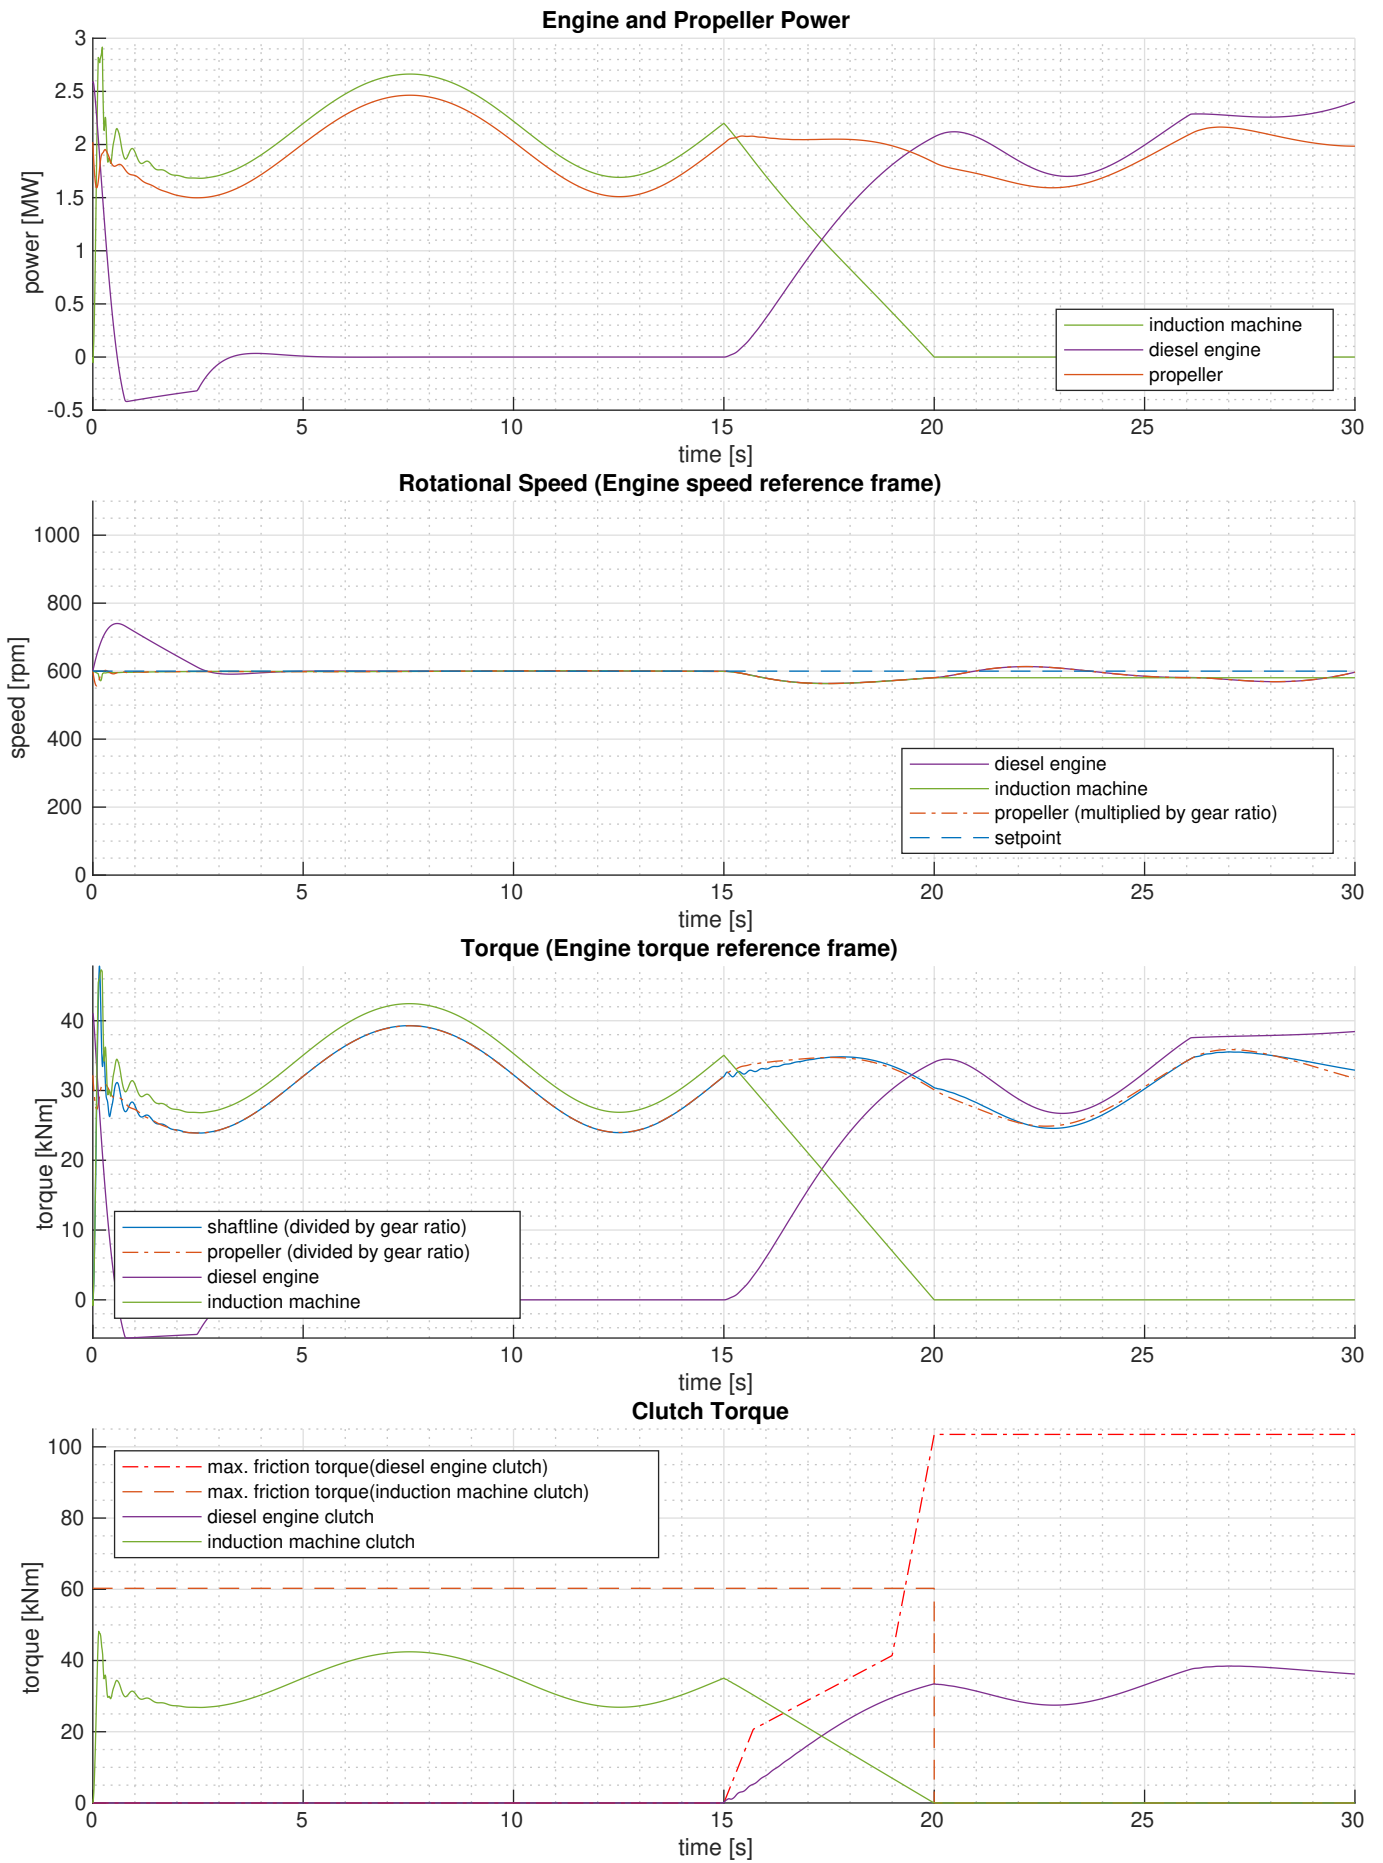 Engine and Propeller Power
3
2.5
2
1.5
1
0.5
0
-0.5
power [MW]
induction machine
diesel engine
propeller
0 5 10 15 20 25 30
time [s]
Rotational Speed (Engine speed reference frame)
1000
800
600
400
200
0
speed [rpm]
diesel engine
induction machine
propeller (multiplied by gear ratio)
setpoint
0 5 10 15 20 25 30
time [s]
Torque (Engine torque reference frame)
40
30
20
10
0
torque [kNm]
shaftline (divided by gear ratio)
propeller (divided by gear ratio)
diesel engine
induction machine
0 5 10 15 20 25 30
time [s]
Clutch Torque
100
80
60
40
20
0
torque [kNm]
max. friction torque(diesel engine clutch)
max. friction torque(induction machine clutch)
diesel engine clutch
induction machine clutch
0 5 10 15 20 25 30
time [s]